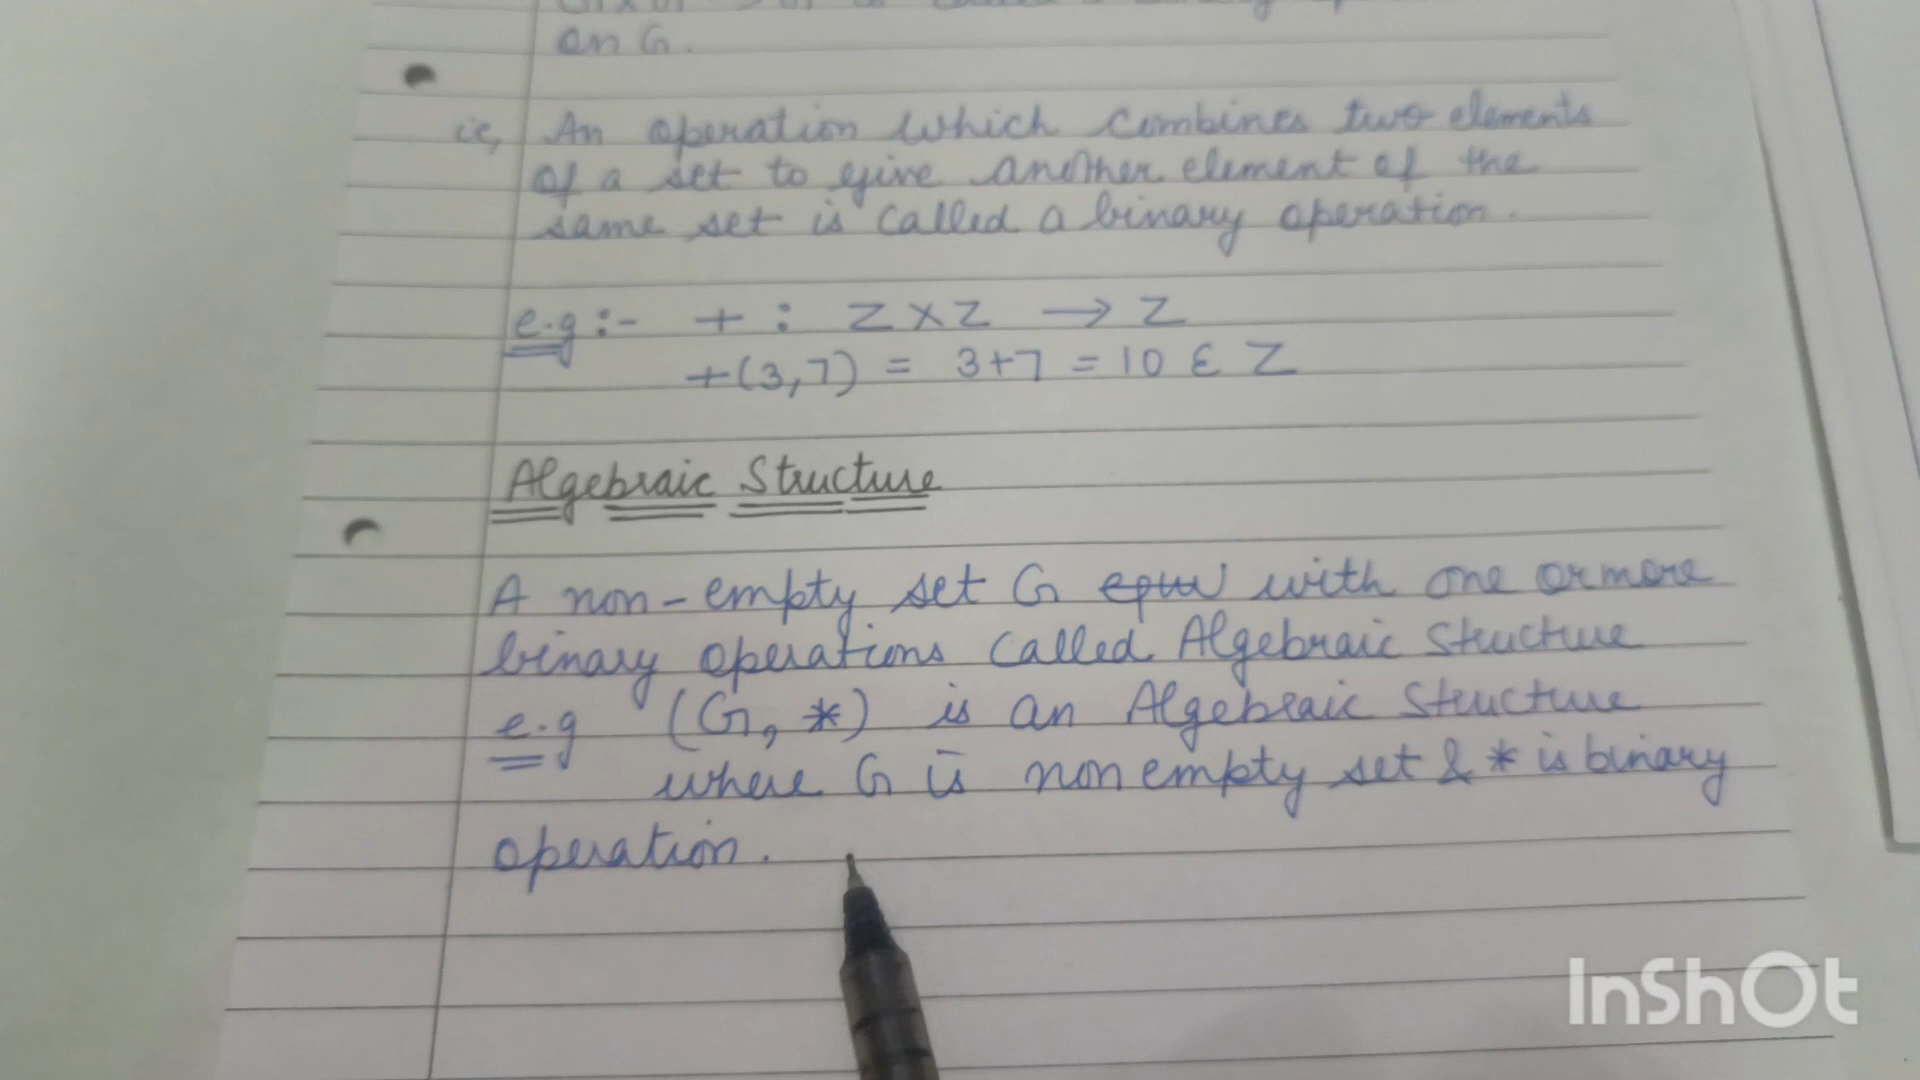 on G.
ie, An operation which combines two elements
of a set to give another element of the
same set is called a binary operation.
e.g :- + : Z × Z → Z
+(3,7) = 3+7 = 10 ∈ Z
Algebraic Structure
A non-empty set G with one or more
binary operations called Algebraic Structure
e.g (G, *) is an Algebraic Structure
where G is non empty set & * is binary
operation.
InShOt